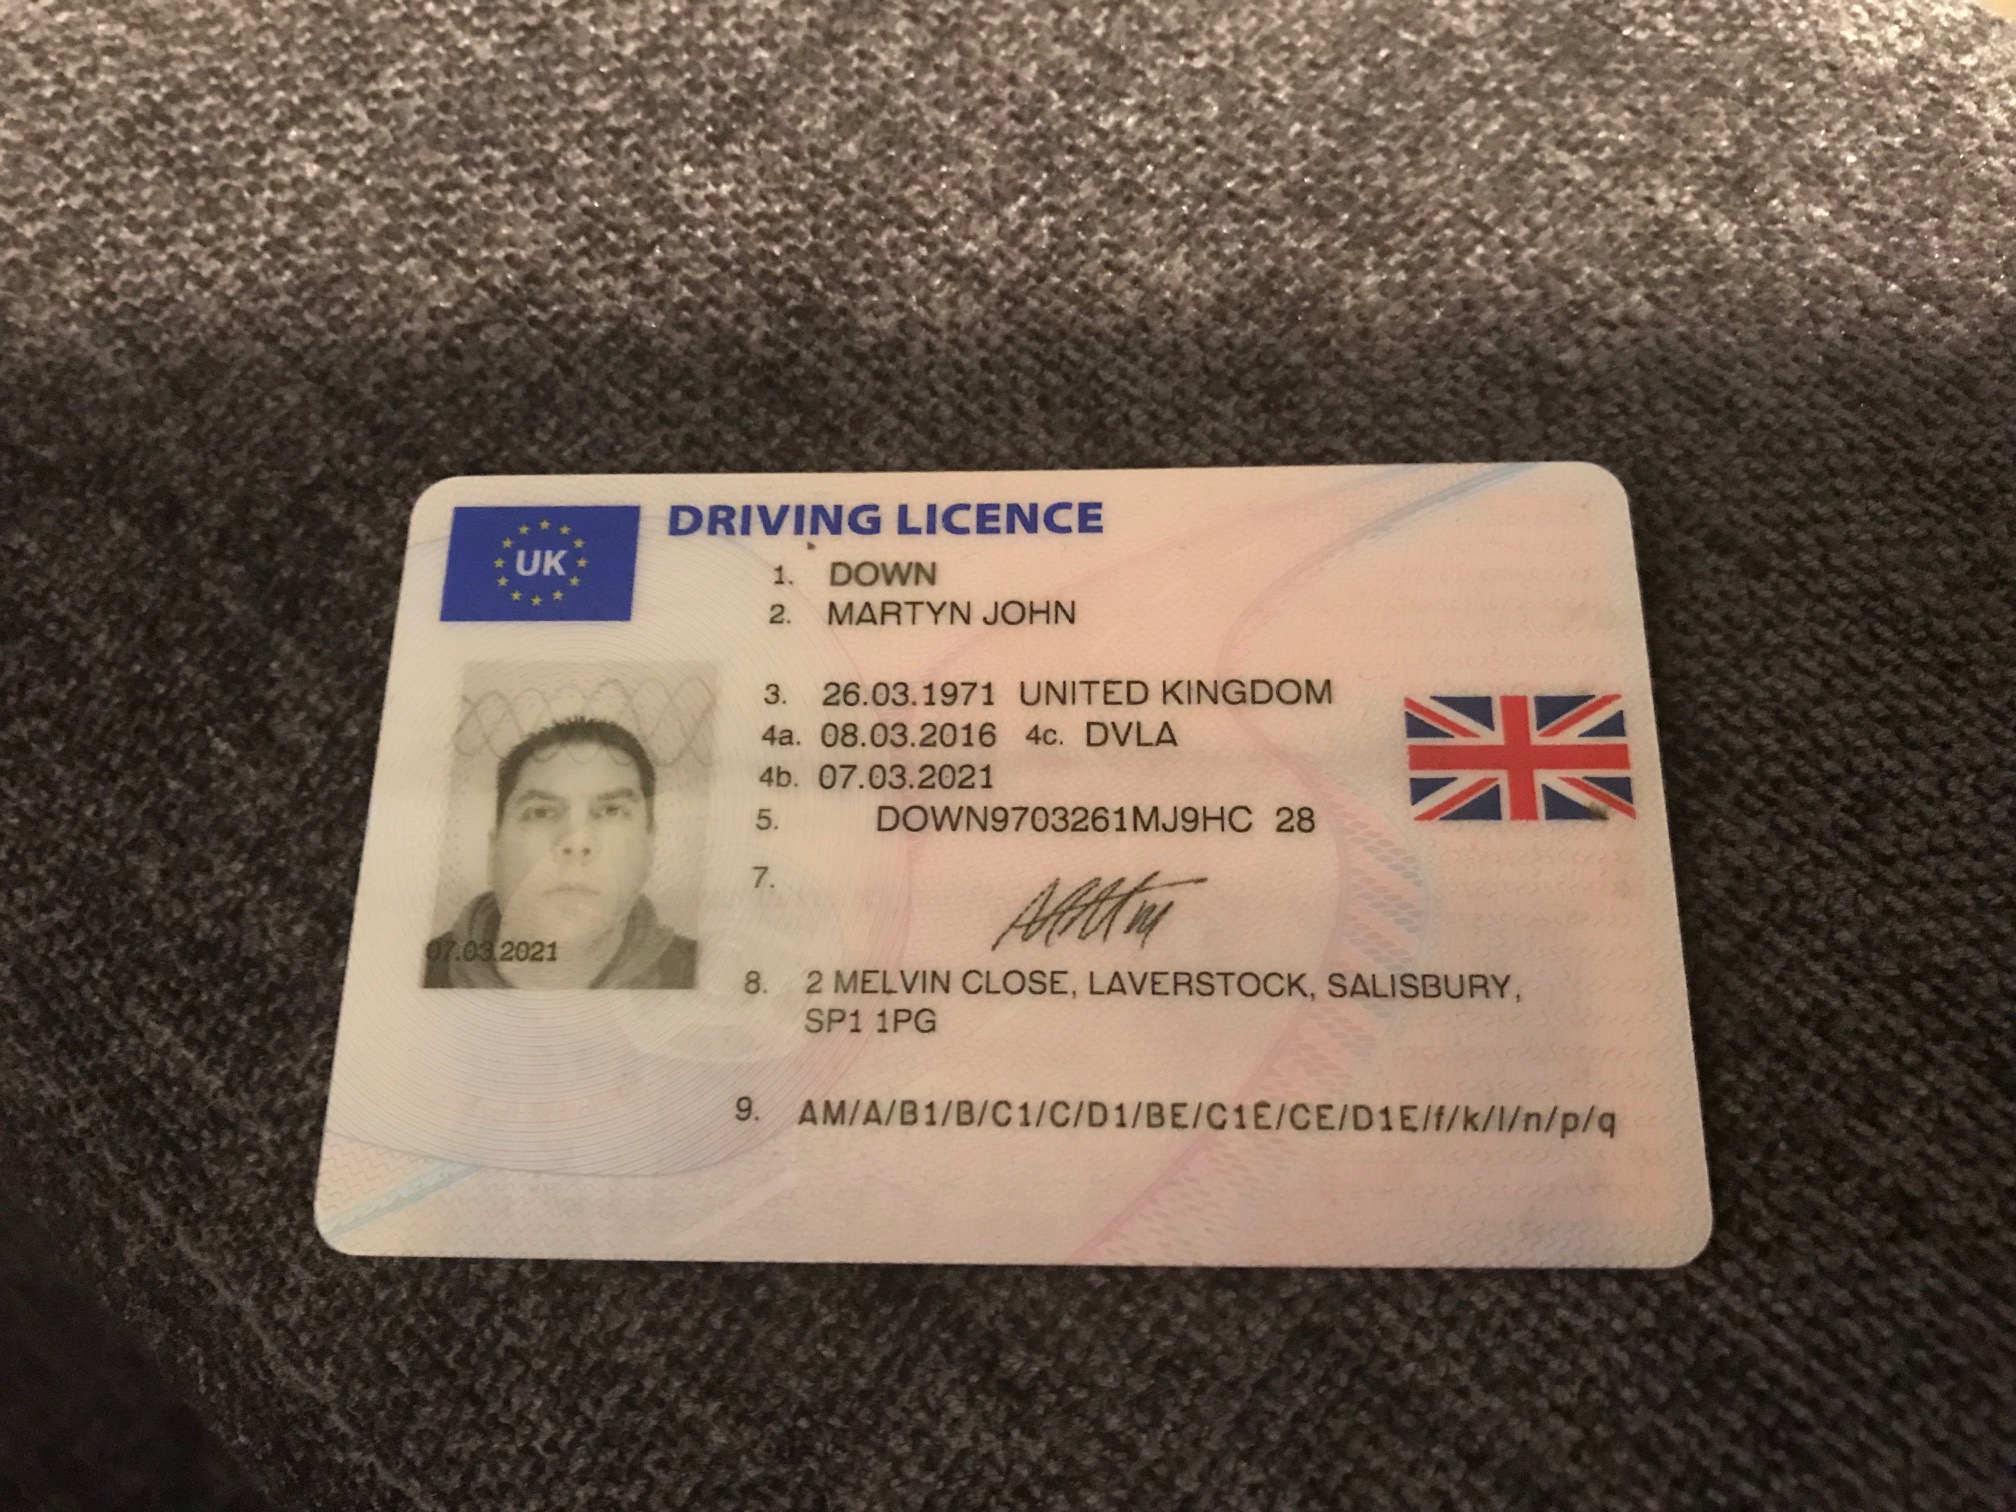 UK
DRIVING LICENCE
1. DOWN
2. MARTYN JOHN
3. 26.03.1971 UNITED KINGDOM
4a. 08.03.2016 4c. DVLA
4b. 07.03.2021
5. DOWN9703261MJ9HC 28
7.
07.03.2021
8. 2 MELVIN CLOSE, LAVERSTOCK, SALISBURY,
SP1 1PG
9. AM/A/B1/B/C1/C/D1/BE/C1E/CE/D1E/f/k/l/n/p/q